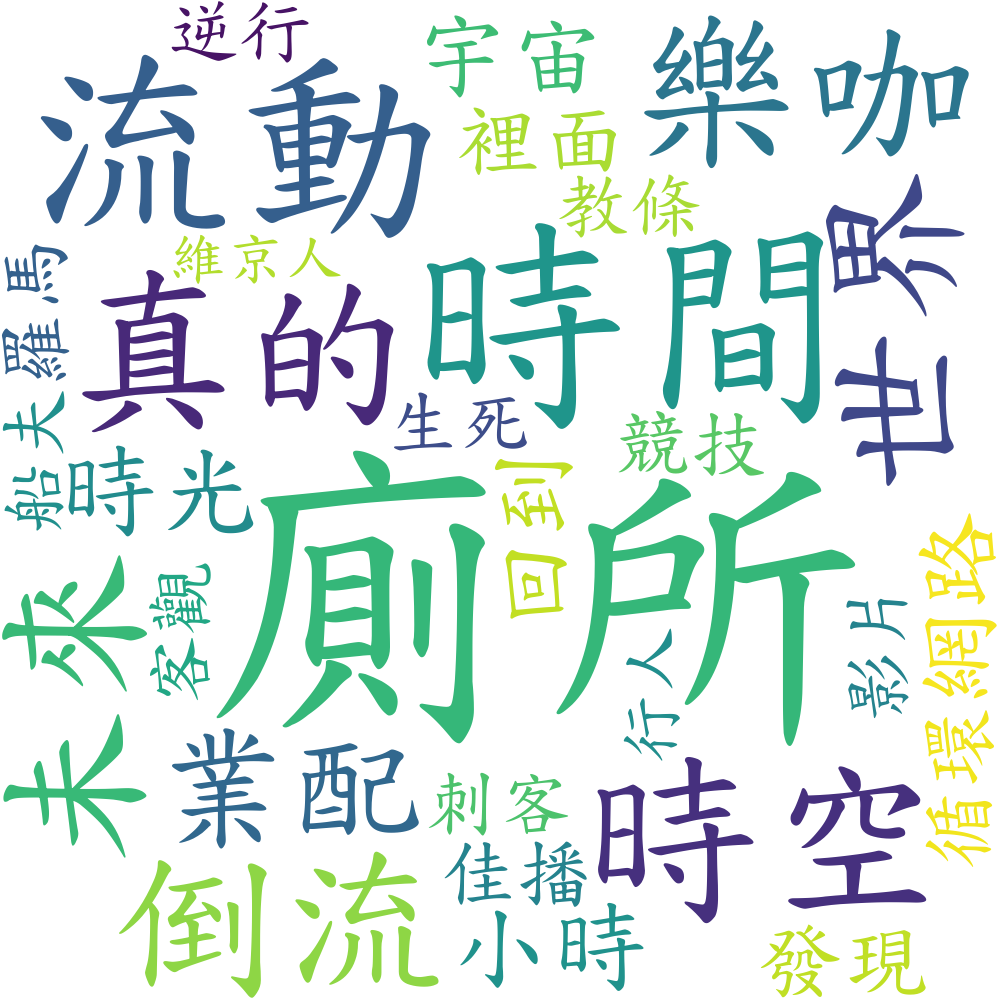 逆行
宇宙
樂咖
流動
裡面
教條
世界
維京人
時間
真的
羅馬
生死
競技
船夫
時光
回到
廁所
循環網路
未來
客觀
影片
行人
業配
時空
刺客
佳播
倒流
小時
發現